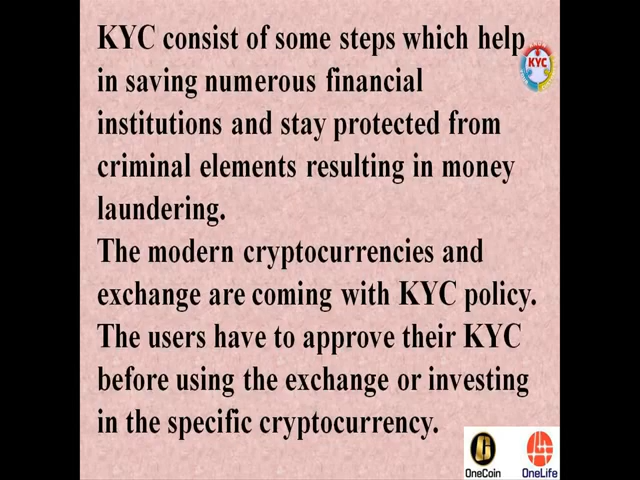 KYC consist of some steps which help
in saving numerous financial
institutions and stay protected from
criminal elements resulting in money
laundering.
The modern cryptocurrencies and
exchange are coming with KYC policy.
The users have to approve their KYC
before using the exchange or investing
in the specific cryptocurrency.
KYC
OneCoin
OneLife